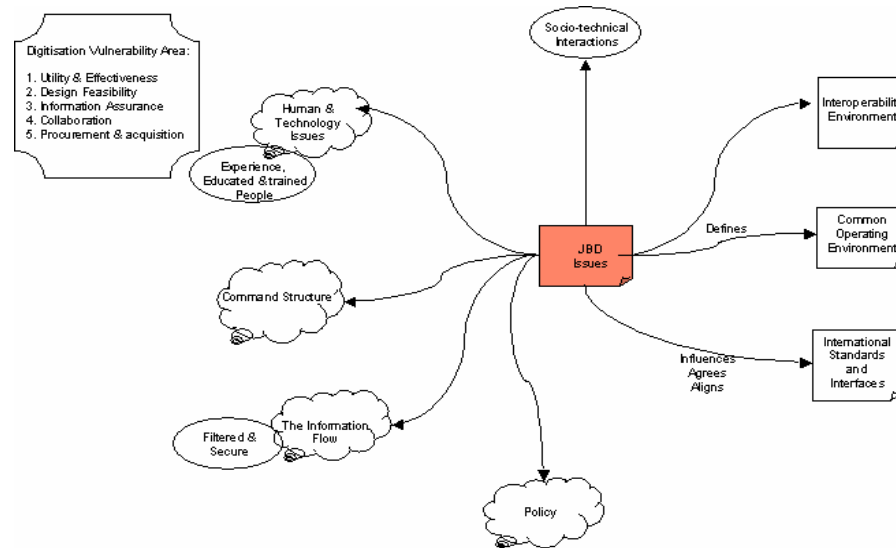 Digitisation Vulnerability Area:
1. Utility & Effectiveness
2. Design Feasibility
3. Information Assurance
4. Collaboration
5. Procurement & acquisition
Socio-technical
Interactions
Human &
Technology
Issues
Experience,
Educated & trained
People
Interoperability
Environment
JBD
Issues
Defines
Common
Operating
Environment
Command Structure
Influences
Agrees
Aligns
International
Standards
and
Interfaces
The Information
Flow
Filtered &
Secure
Policy